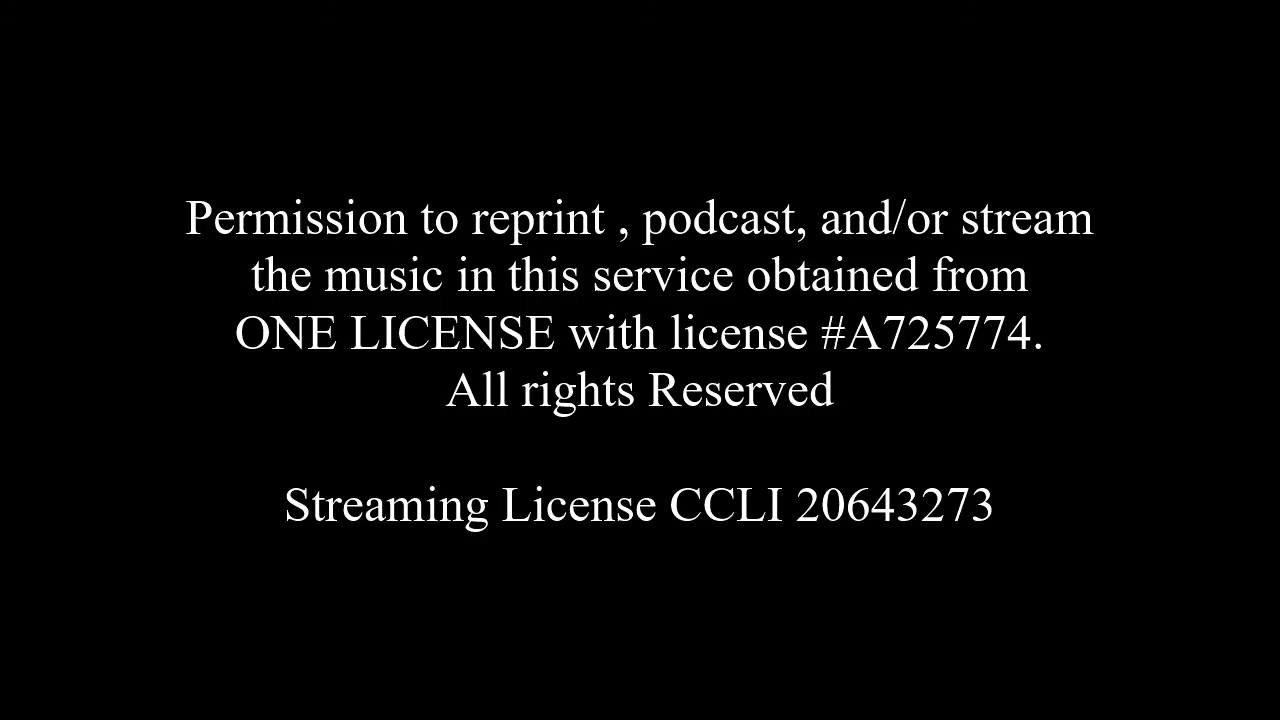 Permission to reprint , podcast, and/or stream
the music in this service obtained from
ONE LICENSE with license #A725774.
All rights Reserved
Streaming License CCLI 20643273